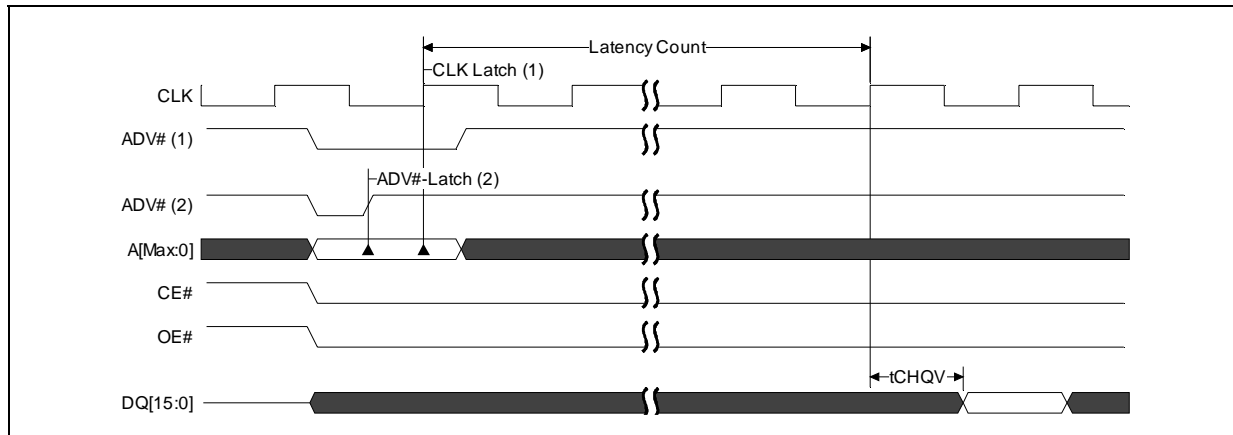 Latency Count
CLK Latch (1)
CLK
ADV# (1)
ADV#-Latch (2)
ADV# (2)
A[Max:0]
CE#
OE#
tCHQV
DQ[15:0]